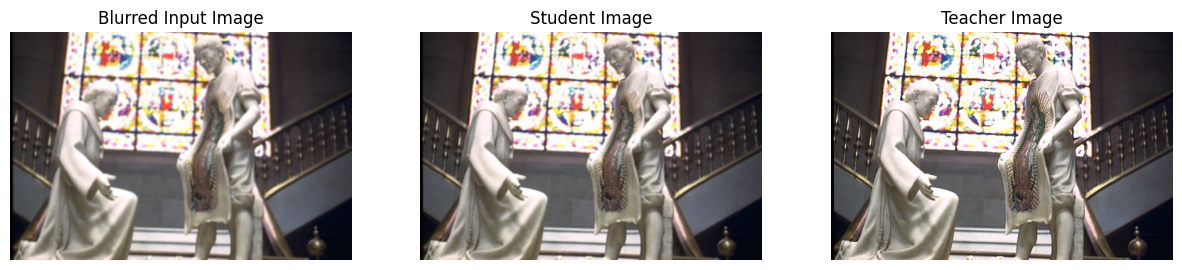 Blurred Input Image
Student Image
Teacher Image